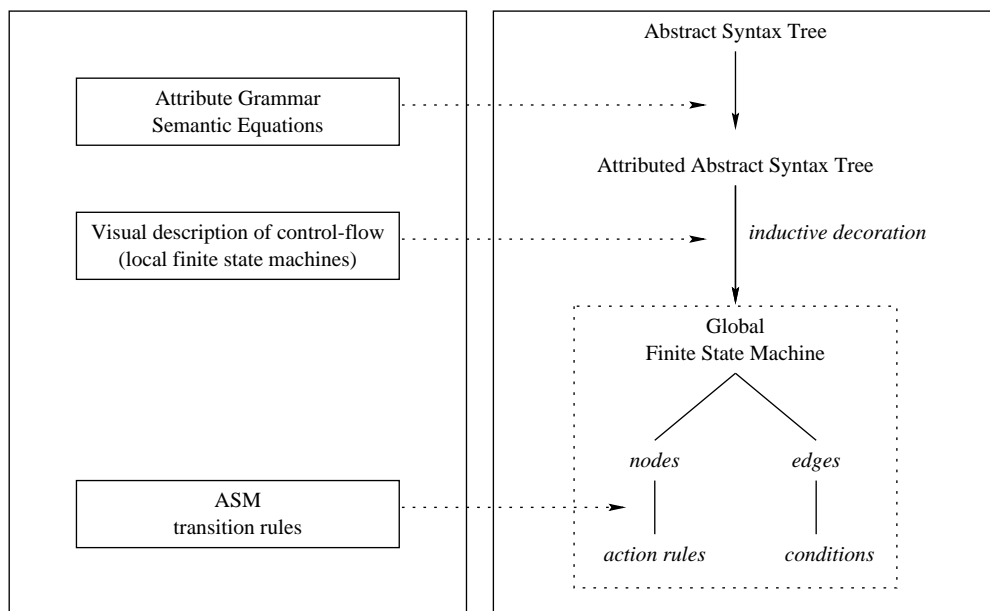 Attribute Grammar
Semantic Equations
Visual description of control-flow
(local finite state machines)
ASM
transition rules
Abstract Syntax Tree
Attributed Abstract Syntax Tree
inductive decoration
Global
Finite State Machine
nodes
edges
action rules
conditions